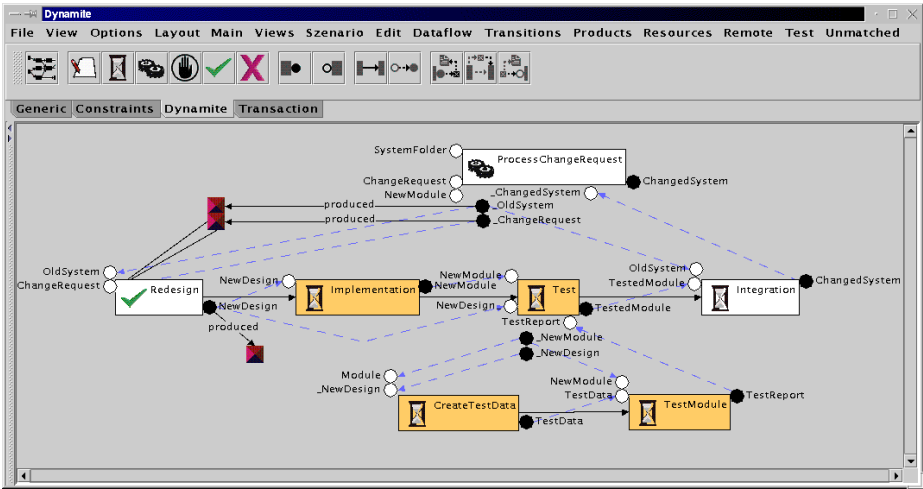 Dynamite
File View Options Layout Main Views Szenario Edit Dataflow Transitions Products Resources Remote Test Unmatched
Generic Constraints Dynamite Transaction
SystemFolder
ProcessChangeRequest
ChangeRequest
ChangedSystem
NewModule
_ChangedSystem
produced
_OldSystem
produced
_ChangeRequest
OldSystem
ChangeRequest
Redesign
NewDesign
NewDesign
produced
Implementation
NewModule
NewModule
NewDesign
Test
TestedModule
TestReport
OldSystem
TestedModule
Integration
ChangedSystem
_NewModule
_NewDesign
Module
_NewDesign
CreateTestData
TestData
NewModule
TestData
TestModule
TestReport